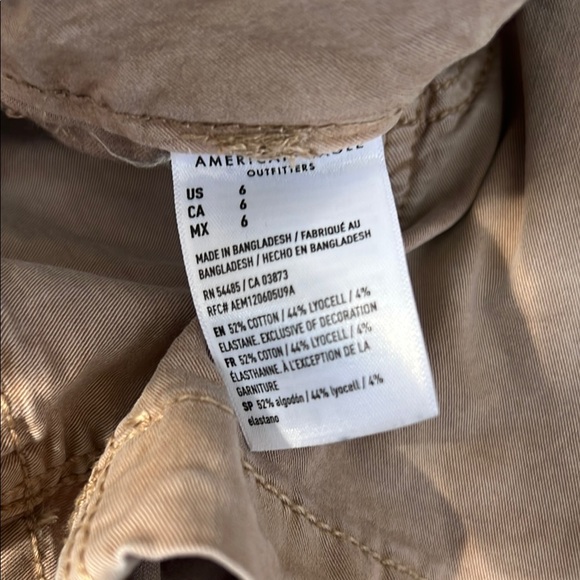 AMERICAN EAGLE
OUTFITTERS
US 6
CA 6
MX 6
MADE IN BANGLADESH / FABRIQUÉ AU
BANGLADESH / HECHO EN BANGLADESH
RN 54485 / CA 03873
RFC# AEM120605U9A
EN 52% COTTON / 44% LYOCELL / 4%
ELASTANE. EXCLUSIVE OF DECORATION
FR 52% COTON / 44% LYOCELL / 4%
ÉLASTHANNE. À L'EXCEPTION DE LA
GARNITURE
SP 52% algodón / 44% lyocell / 4%
elastano